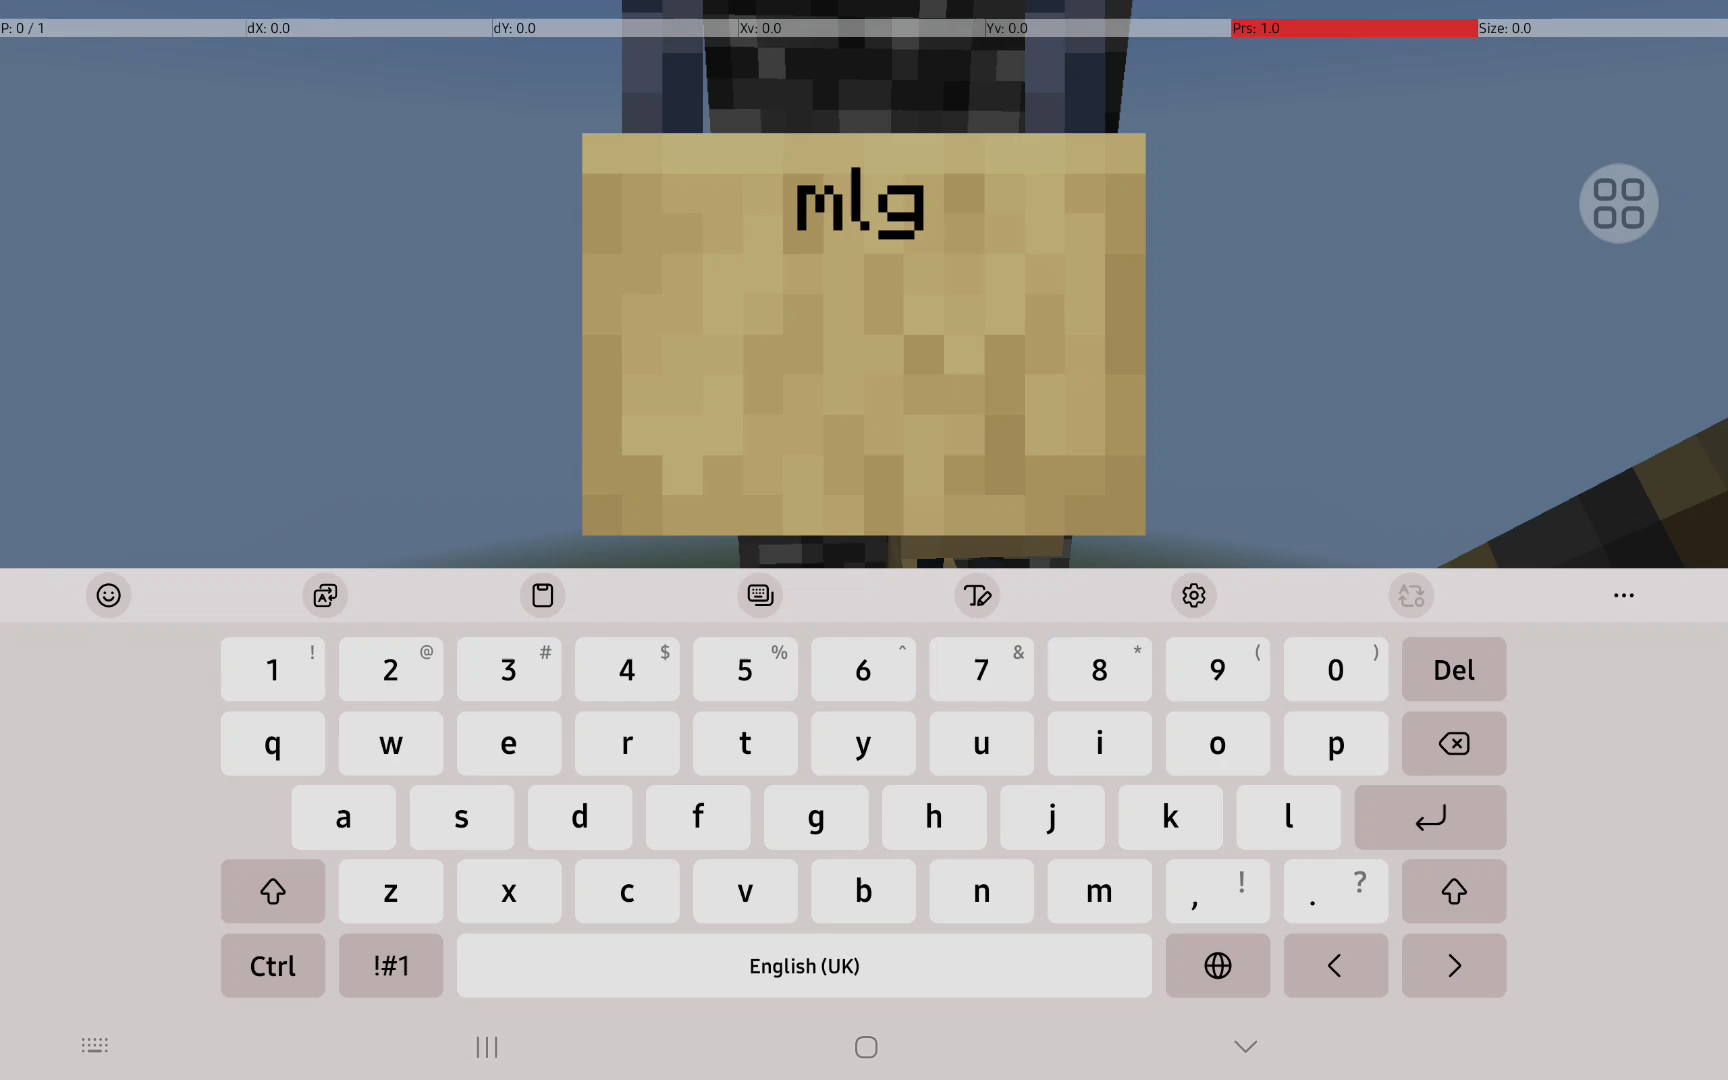 P: 0 / 1 dX: 0.0 dY: 0.0 Xv: 0.0 Yv: 0.0 Prs: 1.0 Size: 0.0
mlg
1 ! 2 @ 3 # 4 $ 5 % 6 ^ 7 & 8 * 9 ( 0 ) Del
q w e r t y u i o p
a s d f g h j k l
z x c v b n m , ! . ?
Ctrl !#1 English (UK) < >